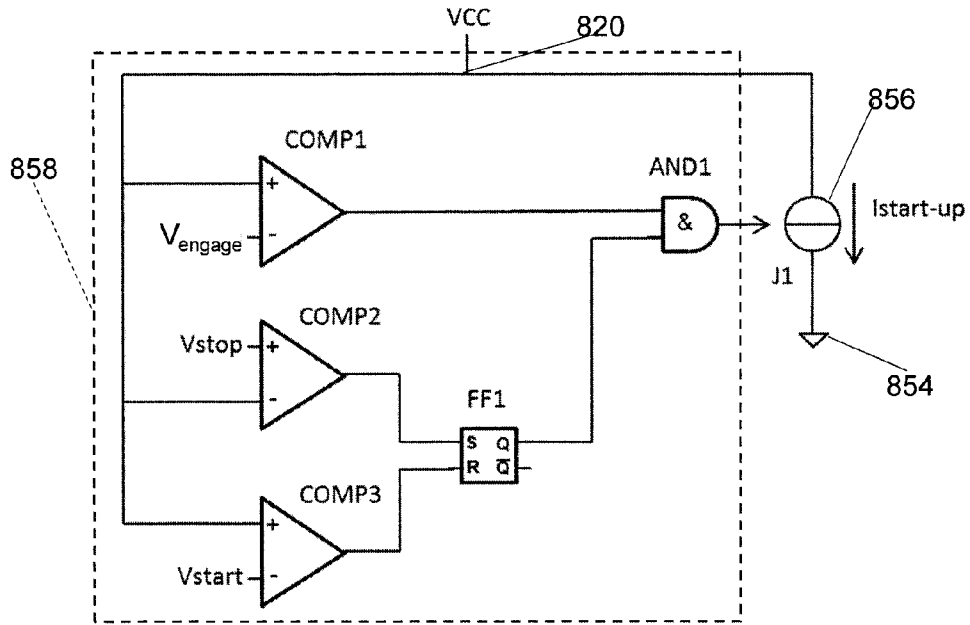 VCC
820
856
COMP1
AND1
858
+
-
Vengage
&
Istart-up
J1
COMP2
Vstop
+
-
854
FF1
S Q
R Q̅
COMP3
+
Vstart
-